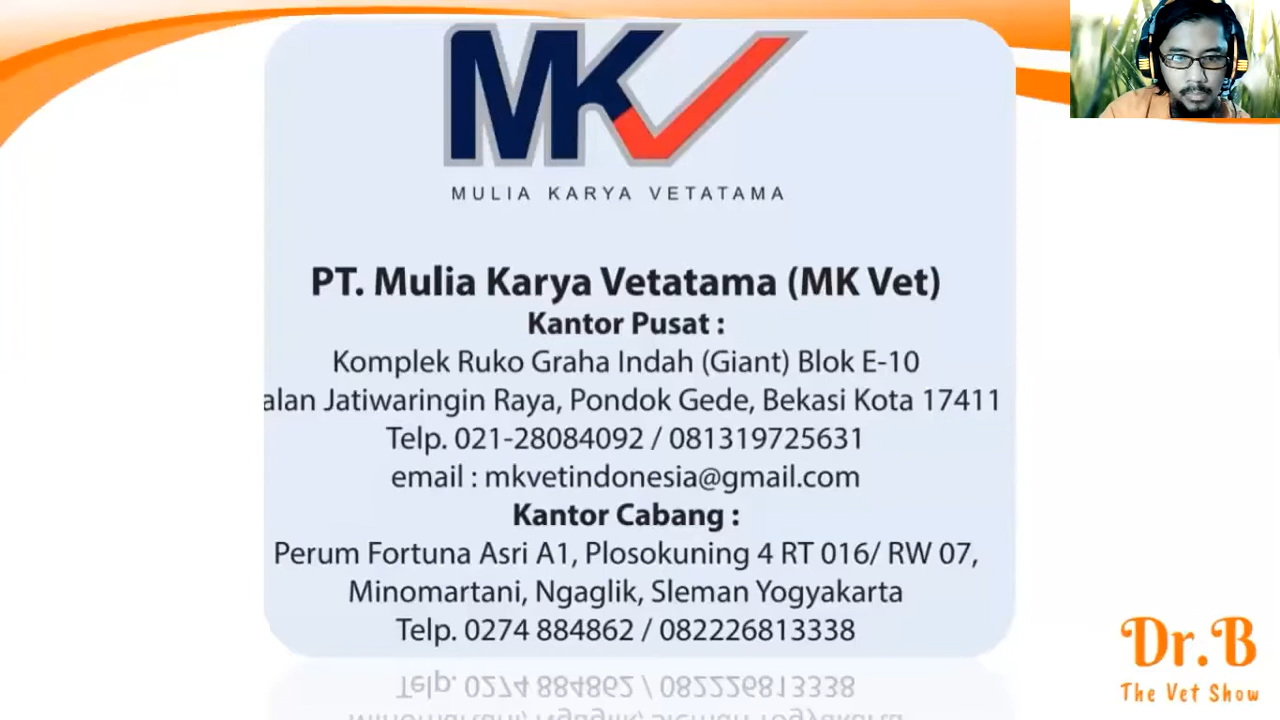 MKV
MULIA KARYA VETATAMA
PT. Mulia Karya Vetatama (MK Vet)
Kantor Pusat :
Komplek Ruko Graha Indah (Giant) Blok E-10
alan Jatiwaringin Raya, Pondok Gede, Bekasi Kota 17411
Telp. 021-28084092 / 081319725631
email : mkvetindonesia@gmail.com
Kantor Cabang :
Perum Fortuna Asri A1, Plosokuning 4 RT 016/ RW 07,
Minomartani, Ngaglik, Sleman Yogyakarta
Telp. 0274 884862 / 082226813338
Dr.B
The Vet Show